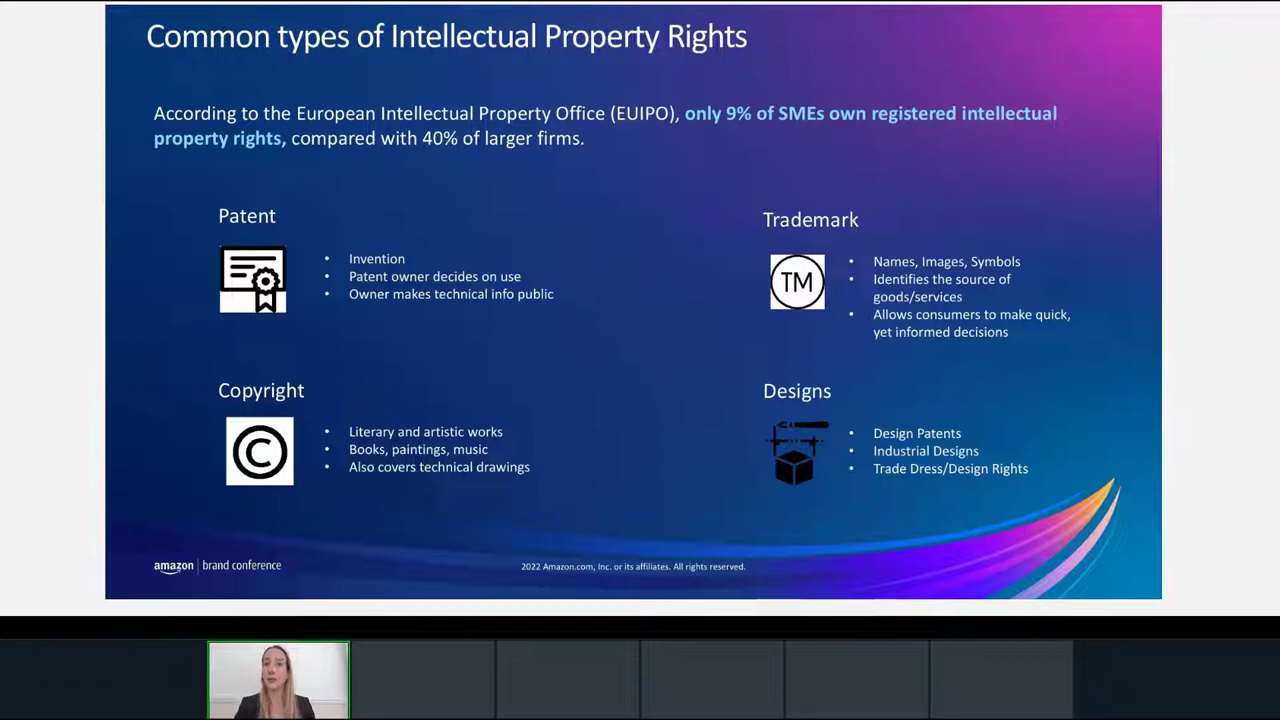 Common types of Intellectual Property Rights
According to the European Intellectual Property Office (EUIPO), only 9% of SMEs own registered intellectual
property rights, compared with 40% of larger firms.
Patent
• Invention
• Patent owner decides on use
• Owner makes technical info public
Trademark
TM
• Names, Images, Symbols
• Identifies the source of
goods/services
• Allows consumers to make quick,
yet informed decisions
Copyright
©
• Literary and artistic works
• Books, paintings, music
• Also covers technical drawings
Designs
• Design Patents
• Industrial Designs
• Trade Dress/Design Rights
amazon | brand conference
2022 Amazon.com, Inc. or its affiliates. All rights reserved.